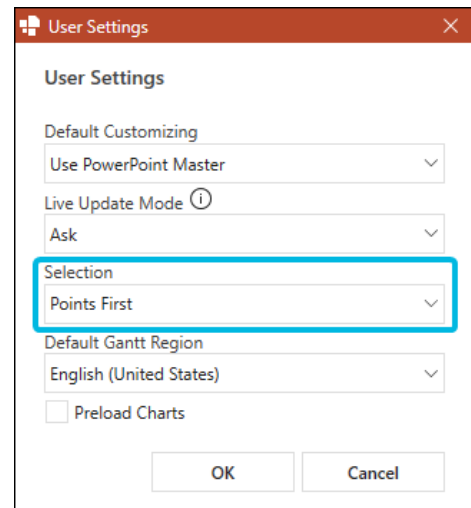 User Settings
User Settings
Default Customizing
Use PowerPoint Master
Live Update Mode
Ask
Selection
Points First
Default Gantt Region
English (United States)
Preload Charts
OK Cancel